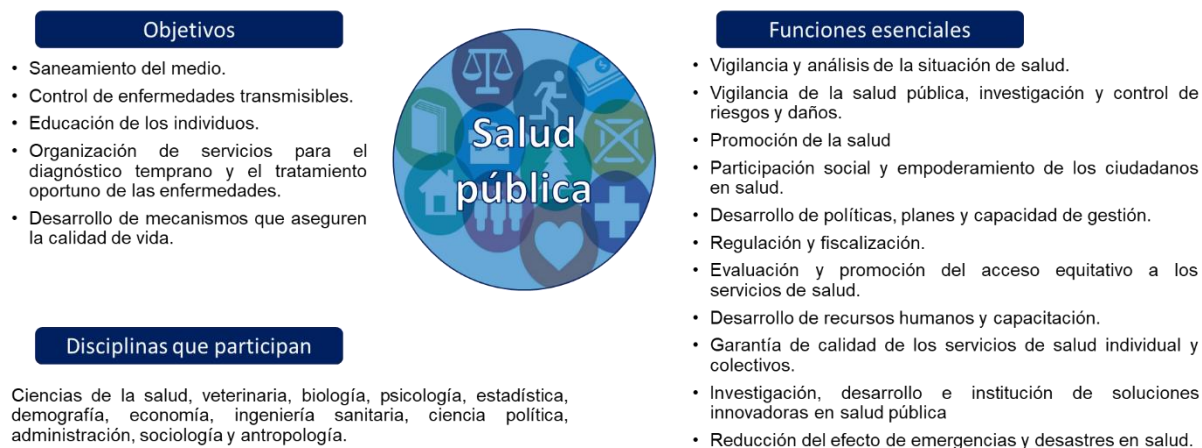 Objetivos
• Saneamiento del medio.
• Control de enfermedades transmisibles.
• Educación de los individuos.
• Organización de servicios para el
diagnóstico temprano y el tratamiento
oportuno de las enfermedades.
• Desarrollo de mecanismos que aseguren
la calidad de vida.
Salud
pública
Disciplinas que participan
Ciencias de la salud, veterinaria, biología, psicología, estadística,
demografía, economía, ingeniería sanitaria, ciencia política,
administración, sociología y antropología.
Funciones esenciales
• Vigilancia y análisis de la situación de salud.
• Vigilancia de la salud pública, investigación y control de
riesgos y daños.
• Promoción de la salud
• Participación social y empoderamiento de los ciudadanos
en salud.
• Desarrollo de políticas, planes y capacidad de gestión.
• Regulación y fiscalización.
• Evaluación y promoción del acceso equitativo a los
servicios de salud.
• Desarrollo de recursos humanos y capacitación.
• Garantía de calidad de los servicios de salud individual y
colectivos.
• Investigación, desarrollo e institución de soluciones
innovadoras en salud pública
• Reducción del efecto de emergencias y desastres en salud.